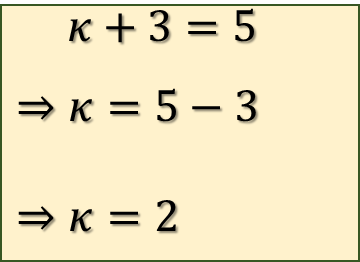 κ + 3 = 5
⇒ κ = 5 − 3
⇒ κ = 2